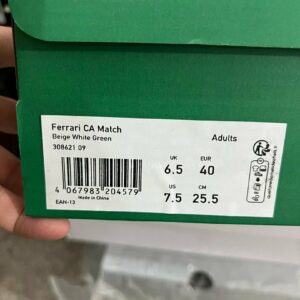 Ferrari CA Match
Beige White Green
308621 09
Adults
UK EUR
6.5 40
US CM
7.5 25.5
4 067983 204579
Made in China
EAN-13